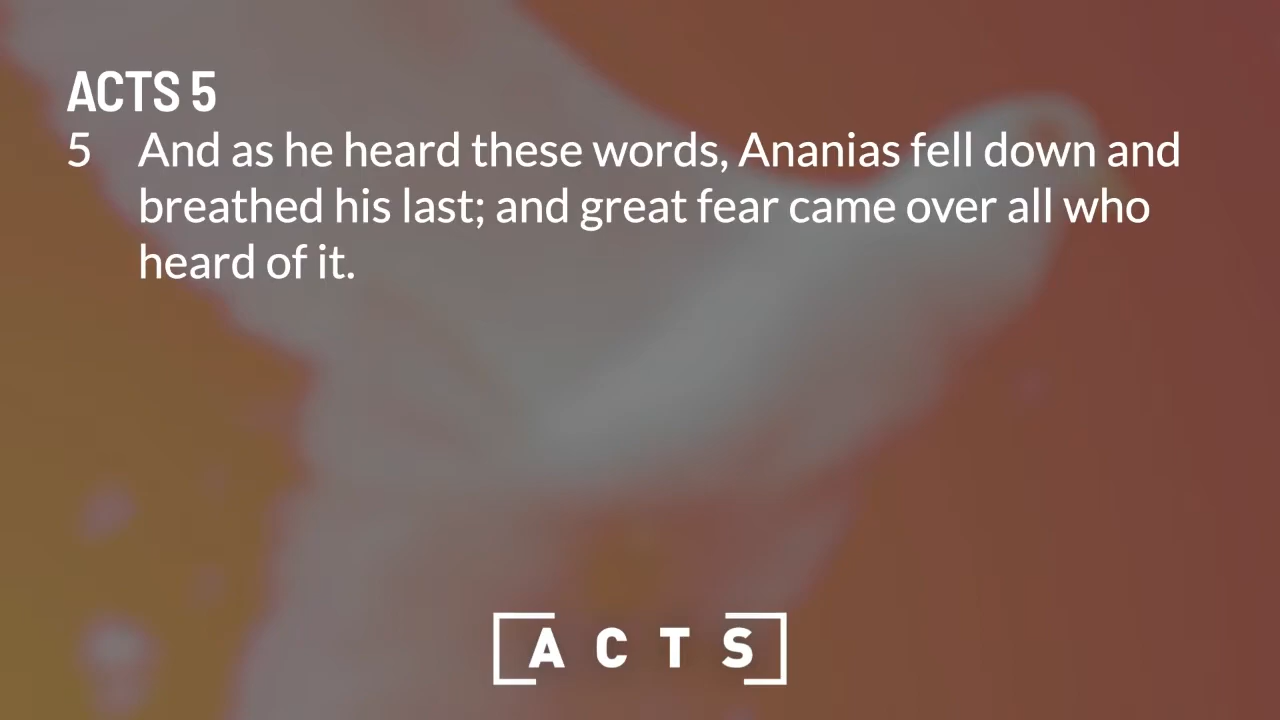 ACTS 5
5 And as he heard these words, Ananias fell down and
breathed his last; and great fear came over all who
heard of it.
ACTS